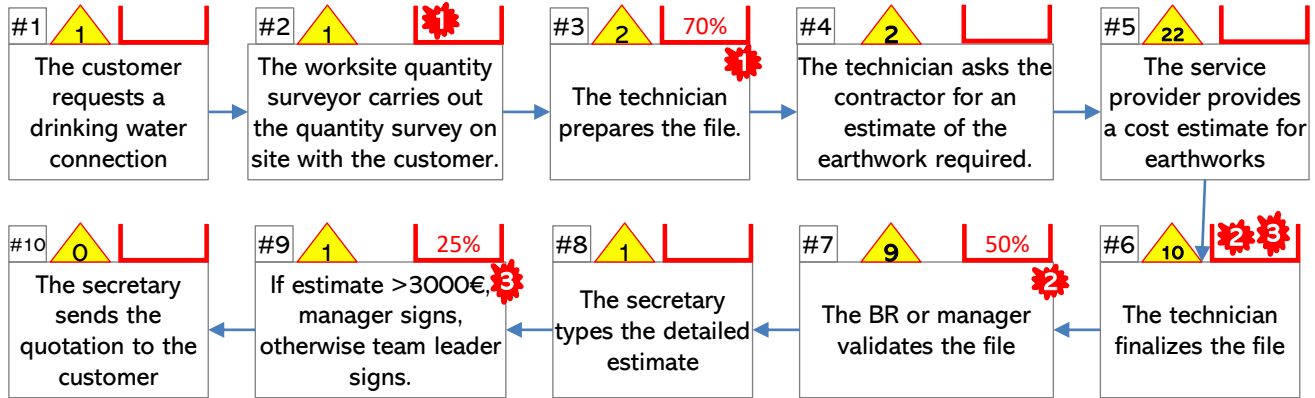 #1 1
The customer
requests a
drinking water
connection
#2 1 1
The worksite quantity
surveyor carries out
the quantity survey on
site with the customer.
#3 2 70%
1
The technician
prepares the file.
#4 2
The technician asks the
contractor for an
estimate of the
earthwork required.
#5 22
The service
provider provides
a cost estimate for
earthworks
#10 0
The secretary
sends the
quotation to the
customer
#9 1 25%
3
If estimate >3000€,
manager signs,
otherwise team leader
signs.
#8 1
The secretary
types the detailed
estimate
#7 9 50%
2
The BR or manager
validates the file
#6 10 2 3
The technician
finalizes the file